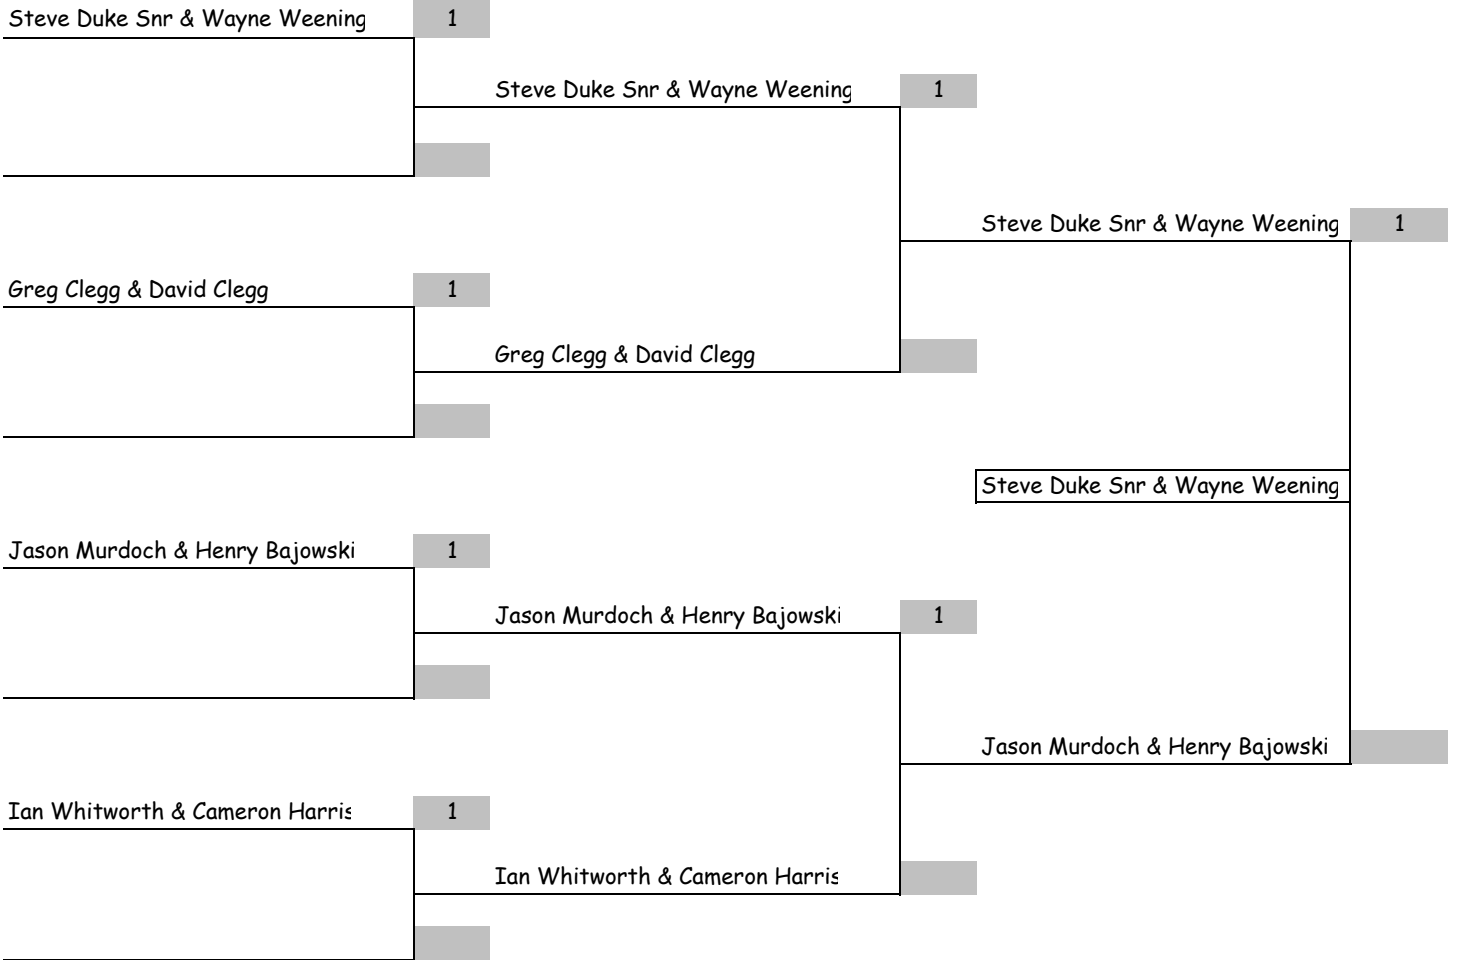 Steve Duke Snr & Wayne Weening 1
Steve Duke Snr & Wayne Weening 1
Steve Duke Snr & Wayne Weening 1
Greg Clegg & David Clegg 1
Greg Clegg & David Clegg
Steve Duke Snr & Wayne Weening
Jason Murdoch & Henry Bajowski 1
Jason Murdoch & Henry Bajowski 1
Jason Murdoch & Henry Bajowski
Ian Whitworth & Cameron Harris 1
Ian Whitworth & Cameron Harris